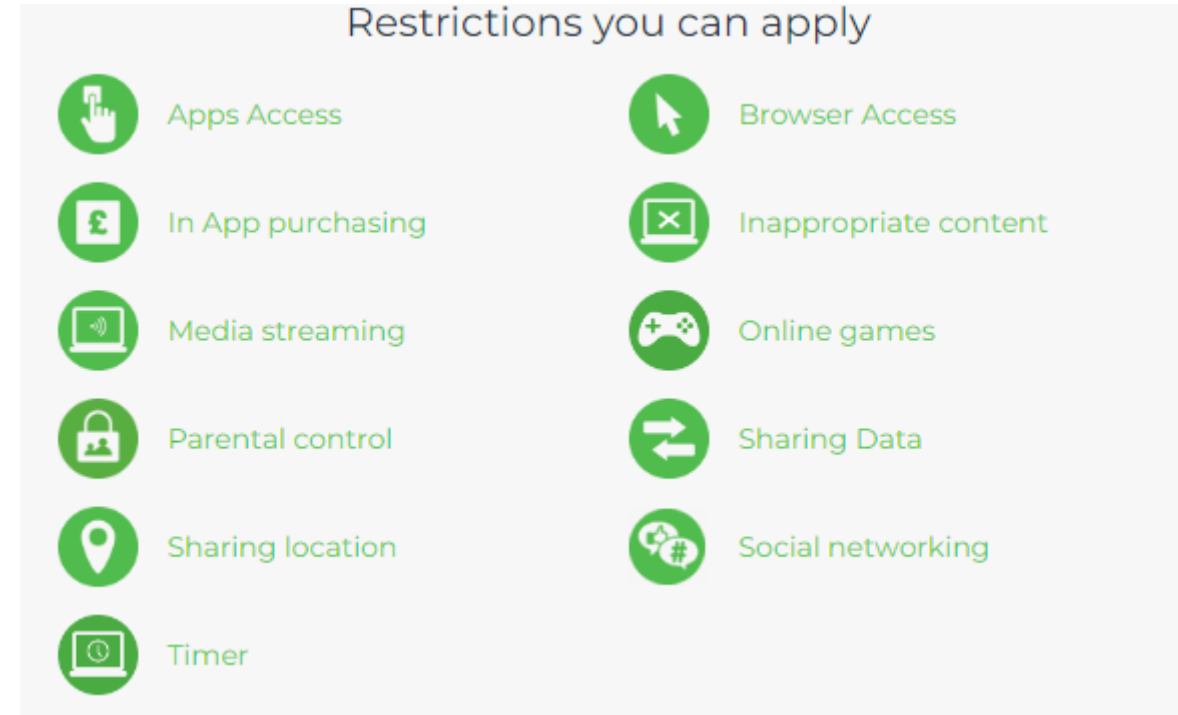 Restrictions you can apply
Apps Access
Browser Access
£
In App purchasing
Inappropriate content
Media streaming
Online games
Parental control
Sharing Data
Sharing location
#
Social networking
Timer